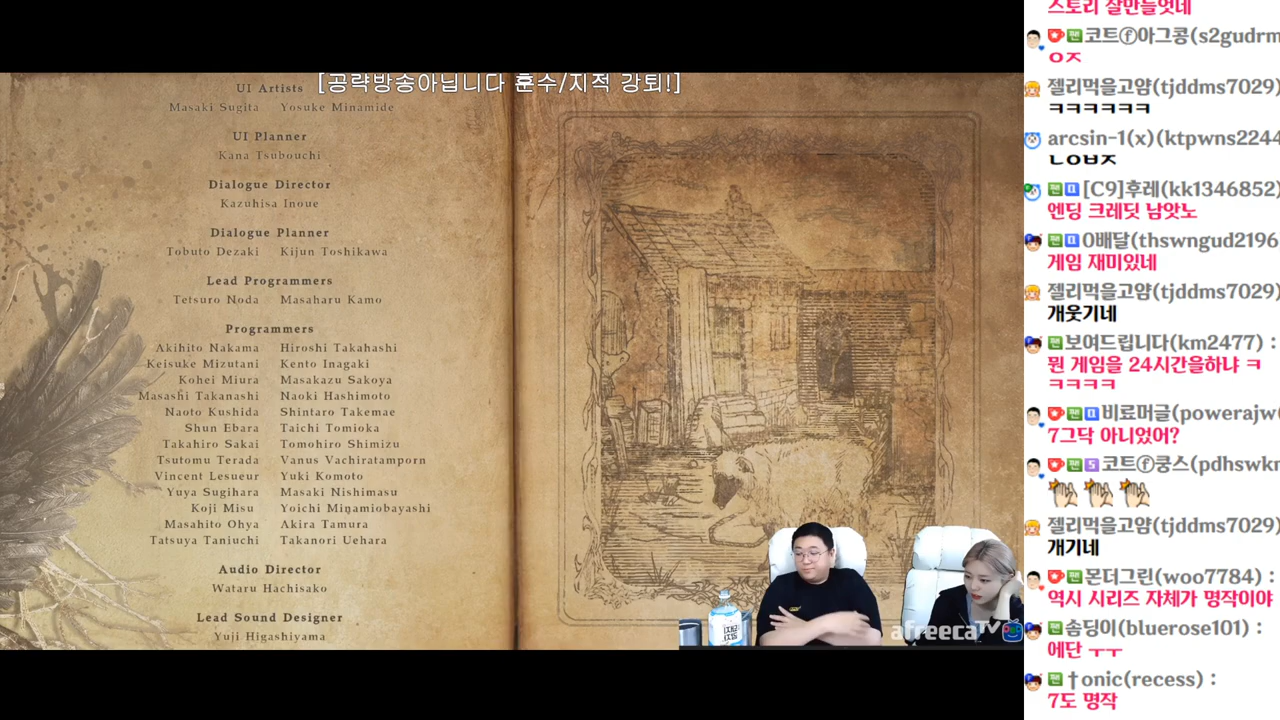 [공략방송아닙니다 훈수/지적 강퇴!]
UI Artists
Masaki Sugita Yosuke Minamide
UI Planner
Kana Tsubouchi
Dialogue Director
Kazuhisa Inoue
Dialogue Planner
Tobuto Dezaki Kijun Toshikawa
Lead Programmers
Tetsuro Noda Masaharu Kamo
Programmers
Akihito Nakama Hiroshi Takahashi
Keisuke Mizutani Kento Inagaki
Kohei Miura Masakazu Sakoya
Masashi Takanashi Naoki Hashimoto
Naoto Kushida Shintaro Takemae
Shun Ebara Taichi Tomioka
Takahiro Sakai Tomohiro Shimizu
Tsutomu Terada Vanus Vachiratamporn
Vincent Lesueur Yuki Komoto
Yuya Sugihara Masaki Nishimasu
Koji Misu Yoichi Minamiobayashi
Masahito Ohya Akira Tamura
Tatsuya Taniuchi Takanori Uehara
Audio Director
Wataru Hachisako
Lead Sound Designer
Yuji Higashiyama
afreecaTV
스토리 잘만들엇네
팬 코트ⓕ아그콩(s2gudrm
ㅇㅈ
젤리먹을고얌(tjddms7029)
ㅋㅋㅋㅋㅋㅋ
arcsin-1(x)(ktpwns2244
ㄴㅇㅂㅈ
팬 [C9]후레(kk1346852)
엔딩 크레딧 남앗노
팬 0배달(thswngud2196
게임 재미있네
젤리먹을고얌(tjddms7029)
개웃기네
팬 보여드립니다(km2477) :
뭔 게임을 24시간을하냐 ㅋ
ㅋㅋㅋㅋ
팬 비료머글(powerajw
7그닥 아니었어?
팬 S 코트ⓕ쿵스(pdhswkr
젤리먹을고얌(tjddms7029)
개기네
팬 몬더그린(woo7784) :
역시 시리즈 자체가 명작이야
팬 솜딩이(bluerose101) :
에단 ㅜㅜ
팬 †onic(recess) :
7도 명작